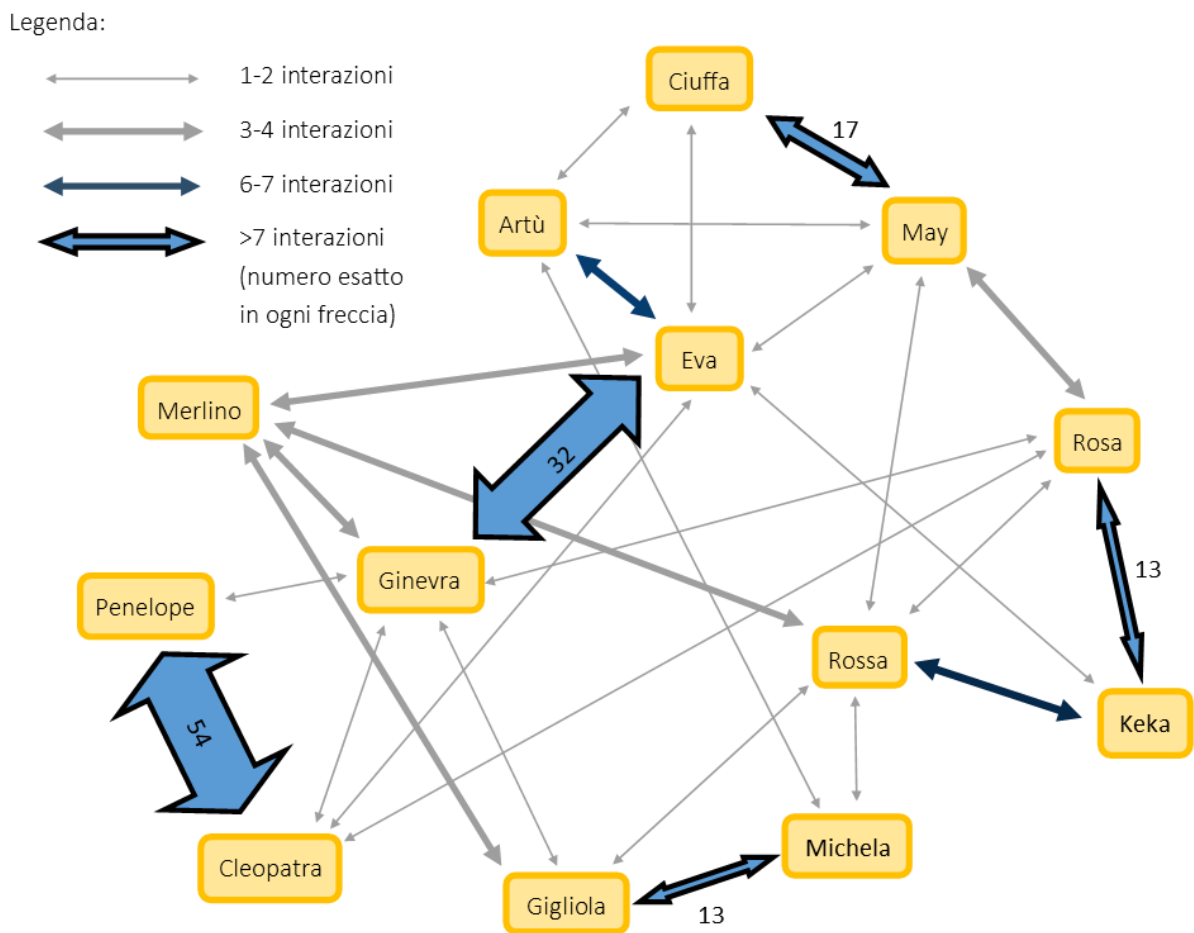 Legenda:
1-2 interazioni
3-4 interazioni
6-7 interazioni
>7 interazioni
(numero esatto
in ogni freccia)
Ciuffa
17
Artù
May
Eva
Merlino
Rosa
32
13
Ginevra
Penelope
Rossa
Keka
54
Michela
Cleopatra
Gigliola
13